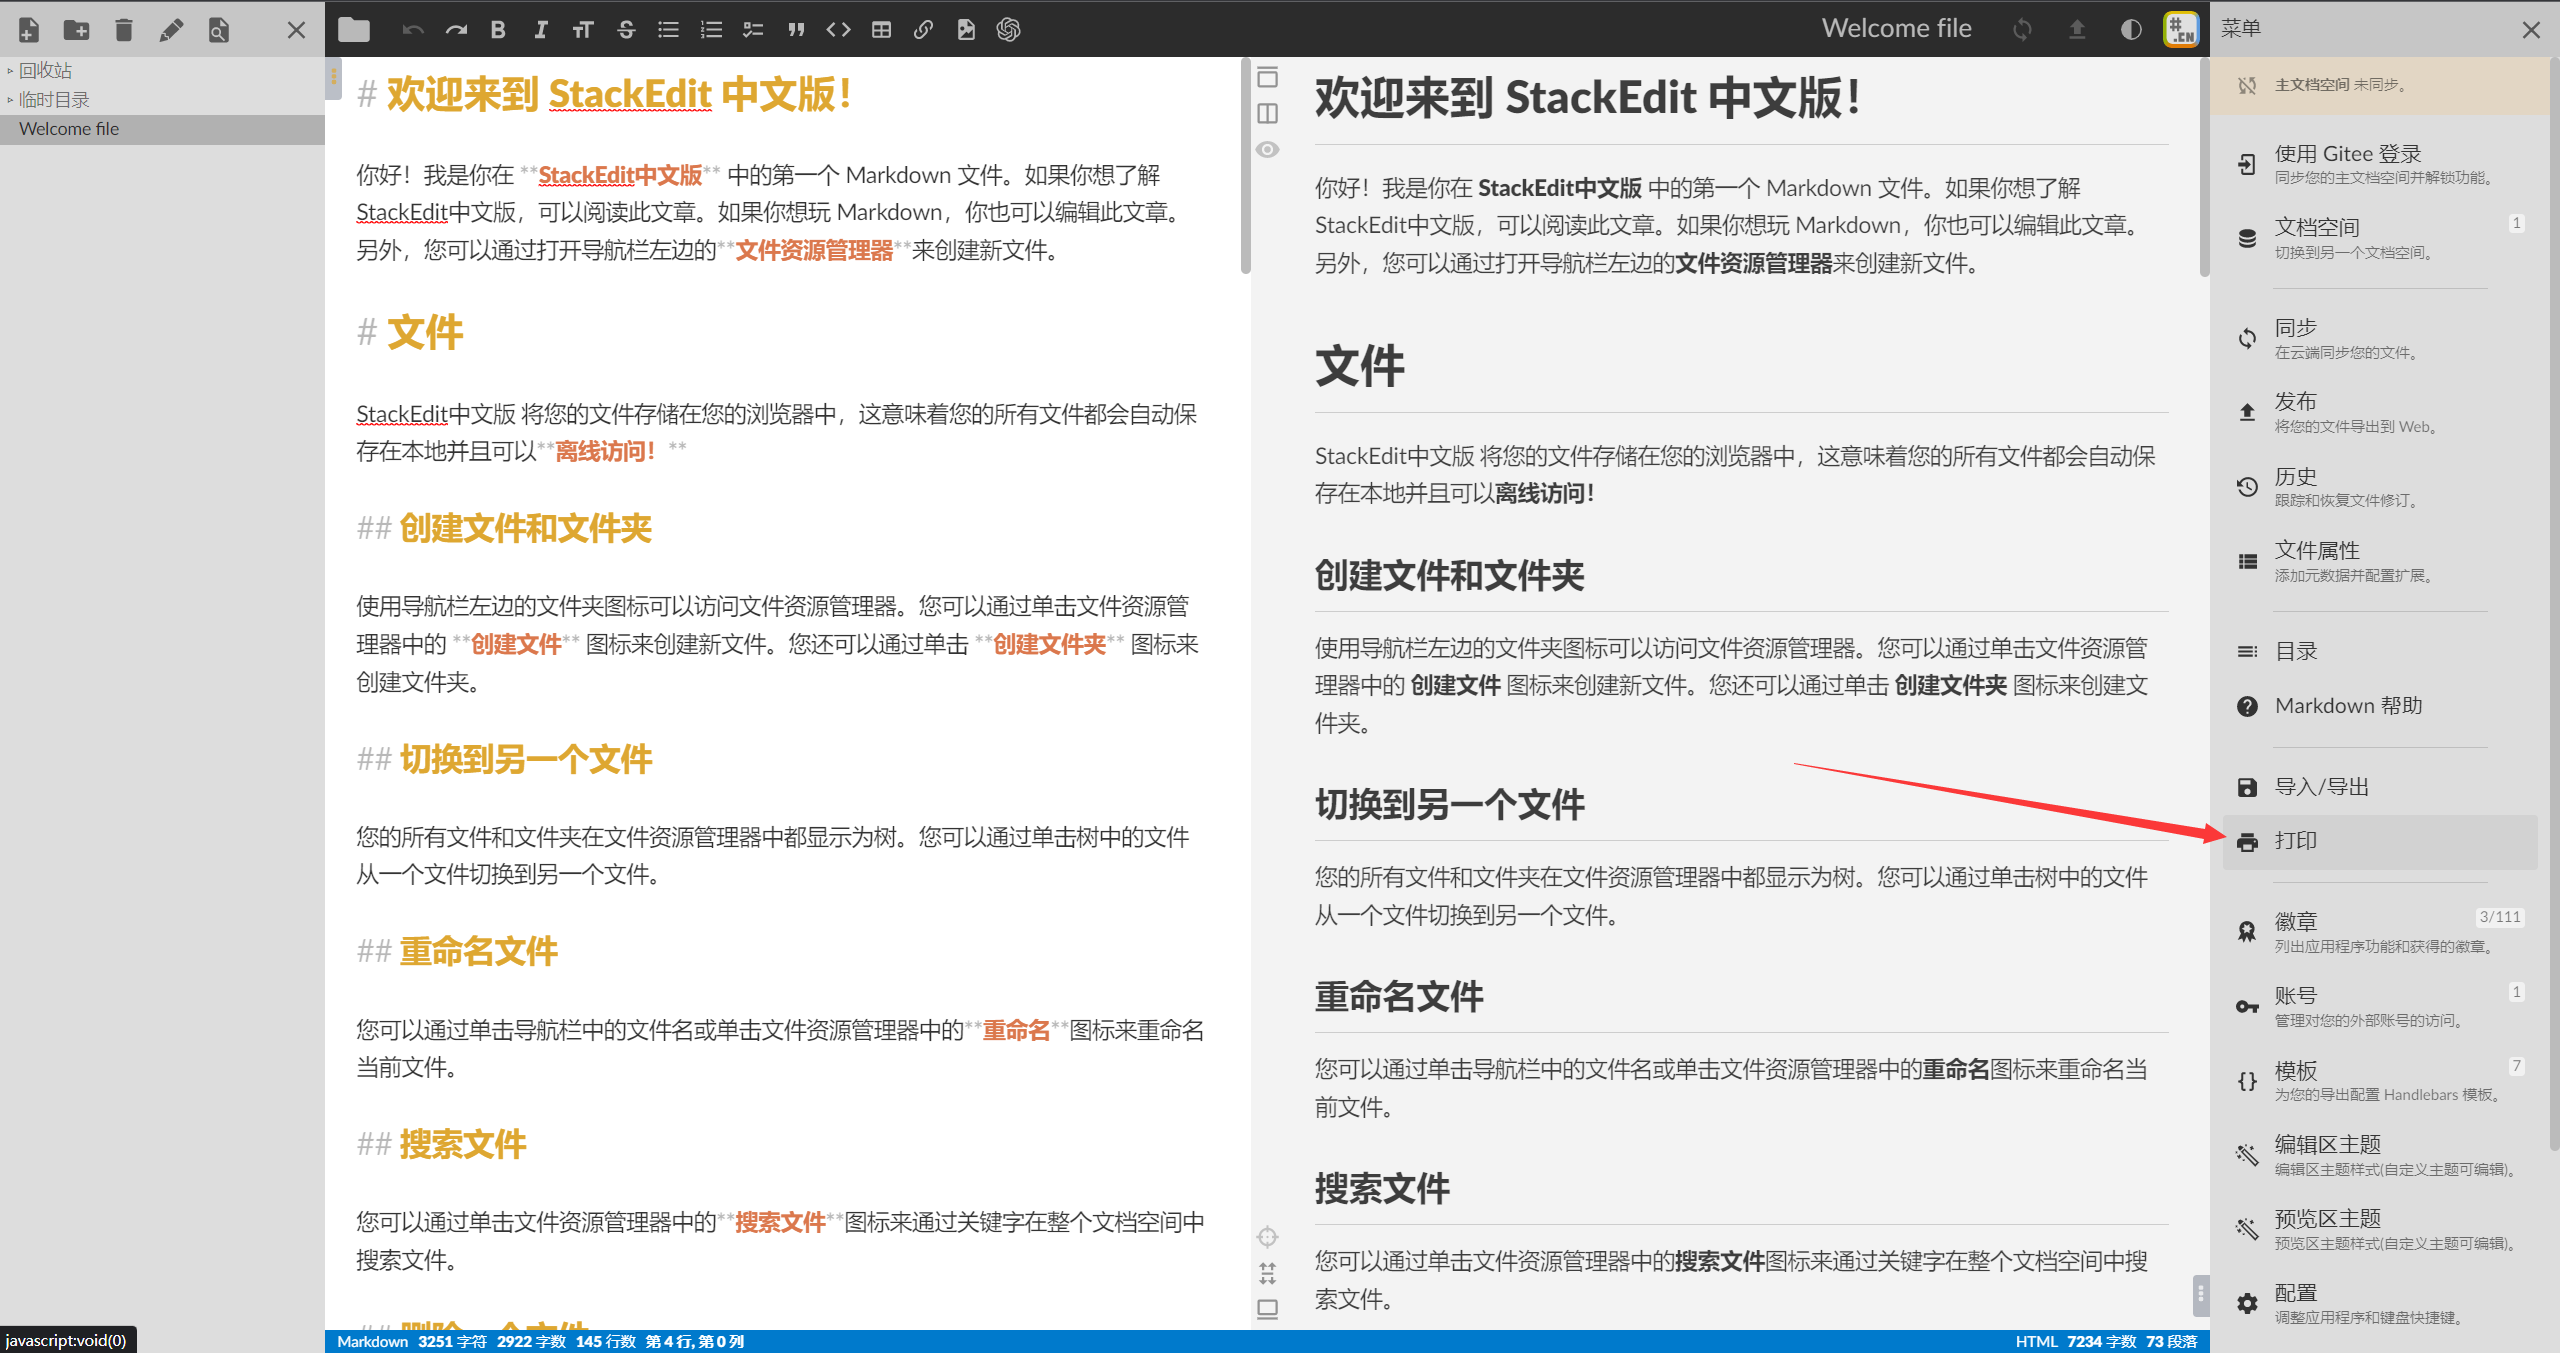 Welcome file
菜单
回收站
临时目录
Welcome file
# 欢迎来到 StackEdit 中文版！
你好！我是你在 **StackEdit中文版** 中的第一个 Markdown 文件。如果你想了解
StackEdit中文版，可以阅读此文章。如果你想玩 Markdown，你也可以编辑此文章。
另外，您可以通过打开导航栏左边的**文件资源管理器**来创建新文件。
# 文件
StackEdit中文版 将您的文件存储在您的浏览器中，这意味着您的所有文件都会自动保
存在本地并且可以**离线访问！**
## 创建文件和文件夹
使用导航栏左边的文件夹图标可以访问文件资源管理器。您可以通过单击文件资源管
理器中的 **创建文件** 图标来创建新文件。您还可以通过单击 **创建文件夹** 图标来
创建文件夹。
## 切换到另一个文件
您的所有文件和文件夹在文件资源管理器中都显示为树。您可以通过单击树中的文件
从一个文件切换到另一个文件。
## 重命名文件
您可以通过单击导航栏中的文件名或单击文件资源管理器中的**重命名**图标来重命名
当前文件。
## 搜索文件
您可以通过单击文件资源管理器中的**搜索文件**图标来通过关键字在整个文档空间中
搜索文件。
## 删除一个文件
欢迎来到 StackEdit 中文版！
你好！我是你在 StackEdit中文版 中的第一个 Markdown 文件。如果你想了解
StackEdit中文版，可以阅读此文章。如果你想玩 Markdown，你也可以编辑此文章。
另外，您可以通过打开导航栏左边的文件资源管理器来创建新文件。
文件
StackEdit中文版 将您的文件存储在您的浏览器中，这意味着您的所有文件都会自动保
存在本地并且可以离线访问！
创建文件和文件夹
使用导航栏左边的文件夹图标可以访问文件资源管理器。您可以通过单击文件资源管
理器中的 创建文件 图标来创建新文件。您还可以通过单击 创建文件夹 图标来创建文
件夹。
切换到另一个文件
您的所有文件和文件夹在文件资源管理器中都显示为树。您可以通过单击树中的文件
从一个文件切换到另一个文件。
重命名文件
您可以通过单击导航栏中的文件名或单击文件资源管理器中的重命名图标来重命名当
前文件。
搜索文件
您可以通过单击文件资源管理器中的搜索文件图标来通过关键字在整个文档空间中搜
索文件。
主文档空间 未同步。
使用 Gitee 登录
同步您的主文档空间并解锁功能。
文档空间 1
切换到另一个文档空间。
同步
在云端同步您的文件。
发布
将您的文件导出到 Web。
历史
跟踪和恢复文件修订。
文件属性
添加元数据并配置扩展。
目录
Markdown 帮助
导入/导出
打印
徽章 3/111
列出应用程序功能和获得的徽章。
账号 1
管理对您的外部账号的访问。
模板 7
为您的导出配置 Handlebars 模板。
编辑区主题
编辑区主题样式(自定义主题可编辑)。
预览区主题
预览区主题样式(自定义主题可编辑)。
配置
调整应用程序和键盘快捷键。
javascript:void(0)
Markdown 3251 字符 2922 字数 145 行数 第 4 行, 第 0 列
HTML 7234 字数 73 段落